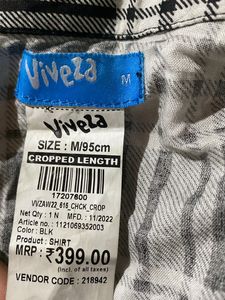 Viveza
M
Viveza
SIZE : M/95cm
CROPPED LENGTH
17207600
VVZAW22_615_CHCK_CROP
Net Qty : 1 N MFD. : 11/2022
Article no. : 1121069352003
Color: BLK
Product : SHIRT
MRP : ₹399.00
(Incl. of all taxes)
VENDOR CODE : 218942